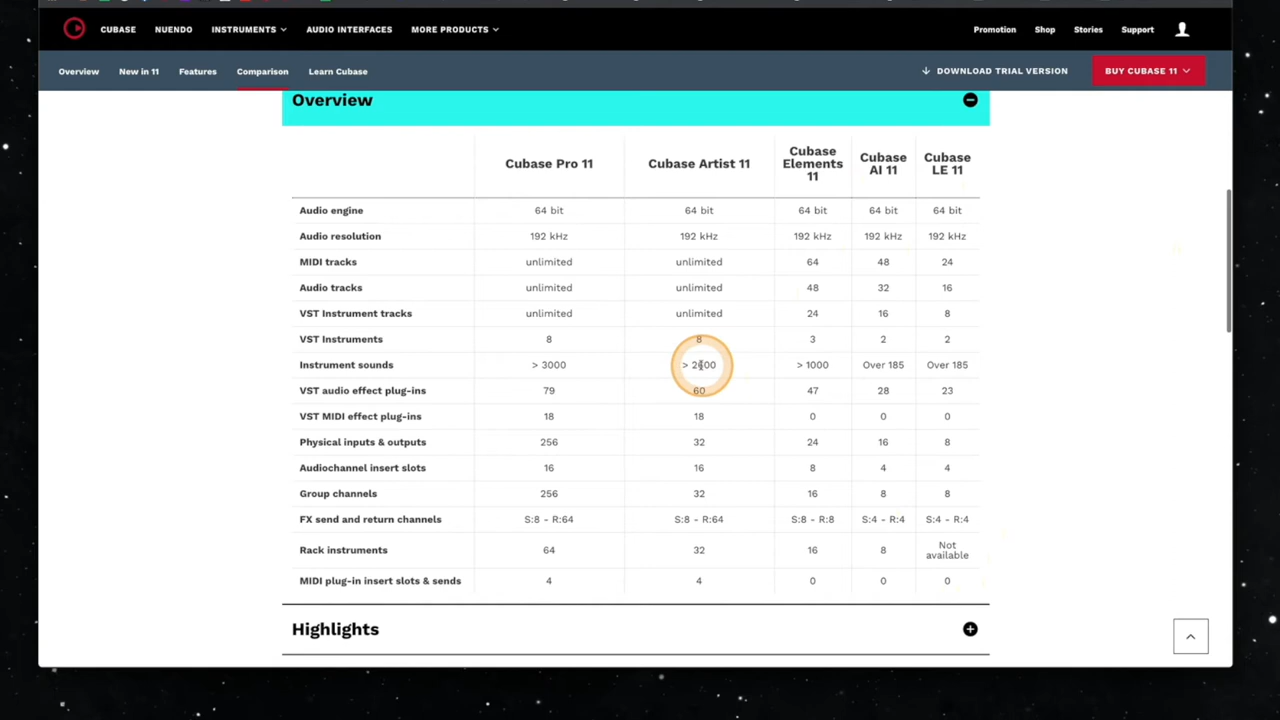 CUBASE NUENDO INSTRUMENTS AUDIO INTERFACES MORE PRODUCTS Promotion Shop Stories Support
Overview New in 11 Features Comparison Learn Cubase DOWNLOAD TRIAL VERSION BUY CUBASE 11
Overview
Cubase Pro 11 Cubase Artist 11 Cubase Elements 11 Cubase AI 11 Cubase LE 11
Audio engine 64 bit 64 bit 64 bit 64 bit 64 bit
Audio resolution 192 kHz 192 kHz 192 kHz 192 kHz 192 kHz
MIDI tracks unlimited unlimited 64 48 24
Audio tracks unlimited unlimited 48 32 16
VST Instrument tracks unlimited unlimited 24 16 8
VST Instruments 8 8 3 2 2
Instrument sounds > 3000 > 1000 Over 185 Over 185
VST audio effect plug-ins 79 60 47 28 23
VST MIDI effect plug-ins 18 18 0 0 0
Physical inputs & outputs 256 32 24 16 8
Audiochannel insert slots 16 16 8 4 4
Group channels 256 32 16 8 8
FX send and return channels S:8 - R:64 S:8 - R:64 S:8 - R:8 S:4 - R:4 S:4 - R:4
Rack instruments 64 32 16 8 Not available
MIDI plug-in insert slots & sends 4 4 0 0 0
Highlights